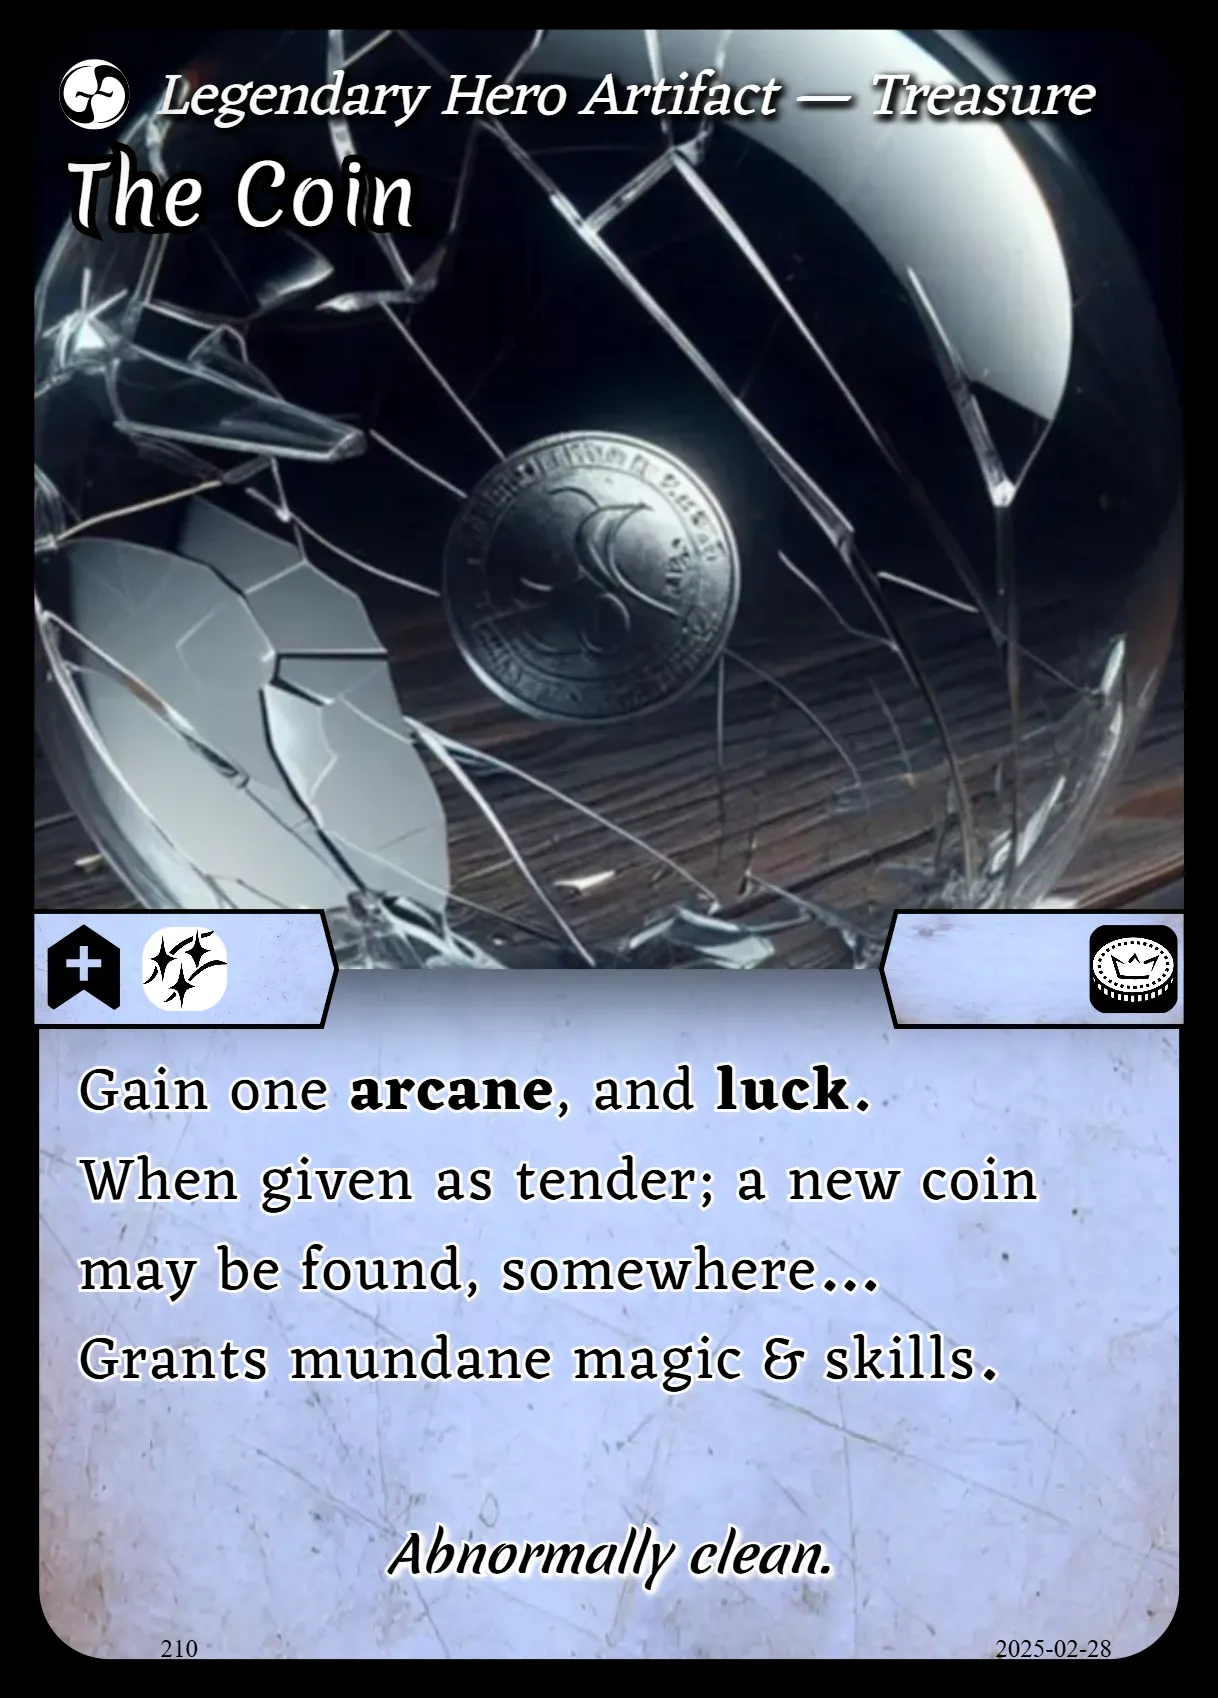 Legendary Hero Artifact — Treasure
The Coin
Gain one arcane, and luck.
When given as tender; a new coin
may be found, somewhere...
Grants mundane magic & skills.
Abnormally clean.
210
2025-02-28